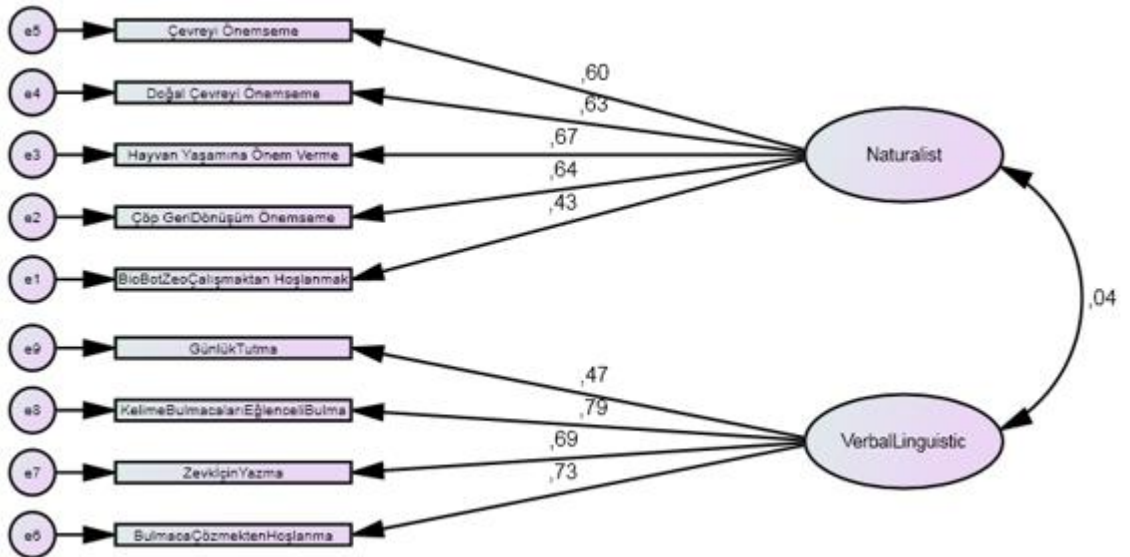 e5
Çevreyi Önemseme
,60
e4
Doğal Çevreyi Önemseme
,63
e3
Hayvan Yaşamına Önem Verme
,67
Naturalist
e2
Çöp GeriDönüşüm Önemseme
,64
e1
BioBotZeoÇalışmaktan Hoşlanmak
,43
,04
e9
GünlükTutma
,47
e8
KelimeBulmacalarıEğlenceliBulma
,79
VerbalLinguistic
e7
ZevkİçinYazma
,69
e6
BulmacaÇözmektenHoşlanma
,73